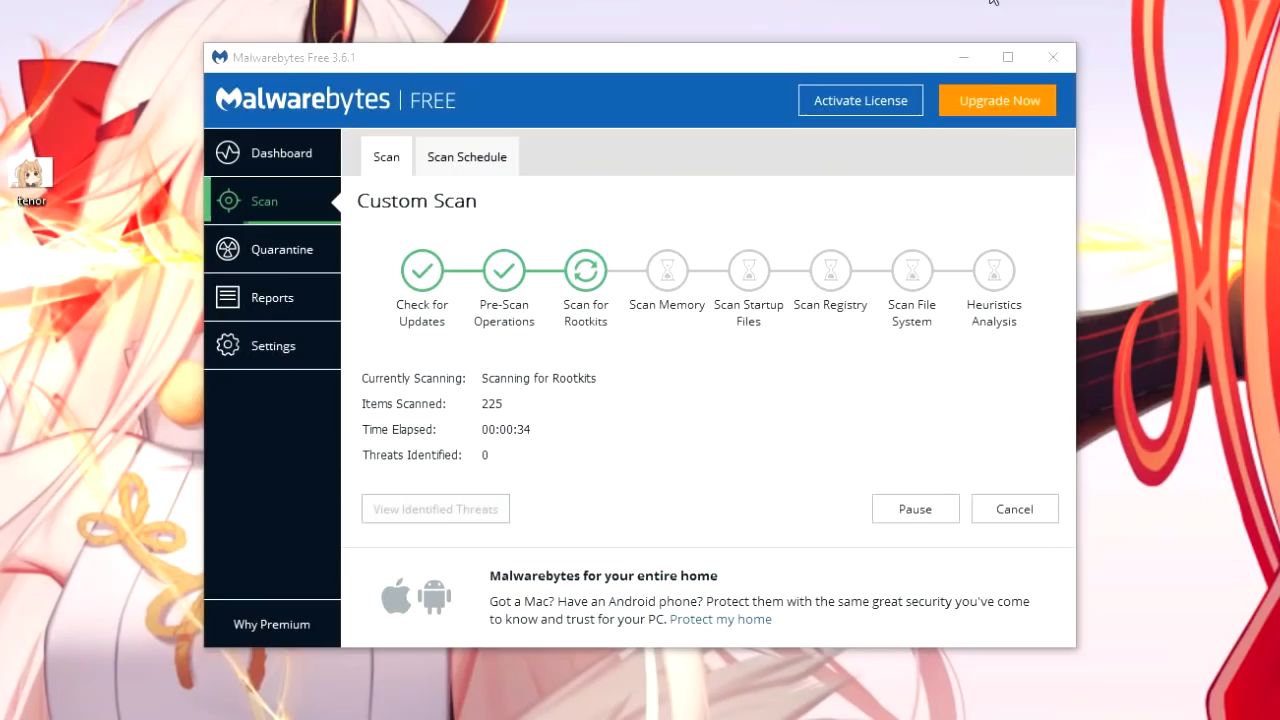 Malwarebytes Free 3.6.1
Malwarebytes | FREE
Activate License
Upgrade Now
Dashboard
Scan
Quarantine
Reports
Settings
Why Premium
Scan
Scan Schedule
Custom Scan
Check for
Updates
Pre-Scan
Operations
Scan for
Rootkits
Scan Memory
Scan Startup
Files
Scan Registry
Scan File
System
Heuristics
Analysis
Currently Scanning: Scanning for Rootkits
Items Scanned: 225
Time Elapsed: 00:00:34
Threats Identified: 0
View Identified Threats
Pause
Cancel
Malwarebytes for your entire home
Got a Mac? Have an Android phone? Protect them with the same great security you've come
to know and trust for your PC. Protect my home
tenor